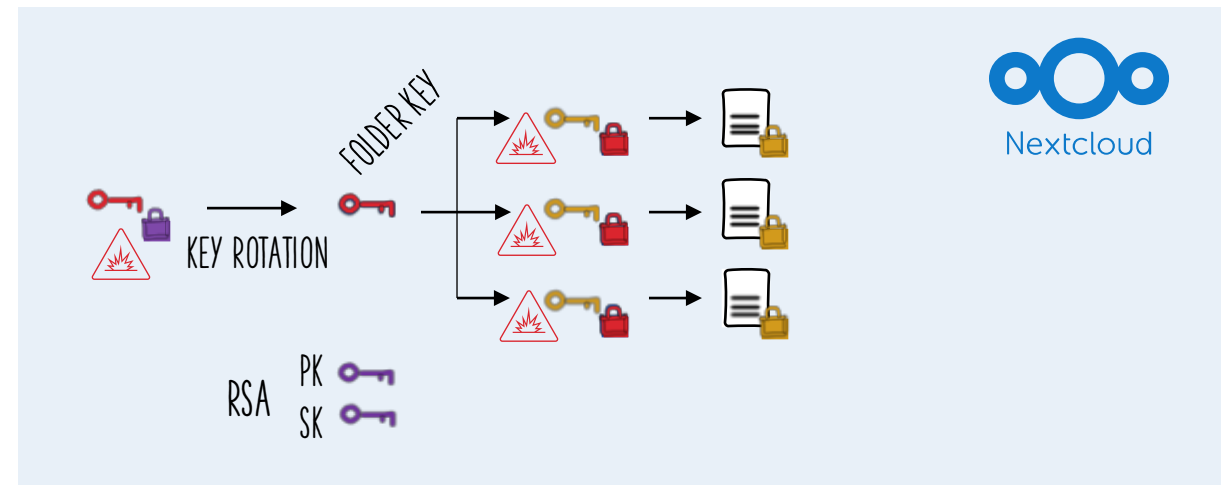 FOLDER KEY
Nextcloud
KEY ROTATION
RSA
PK
SK